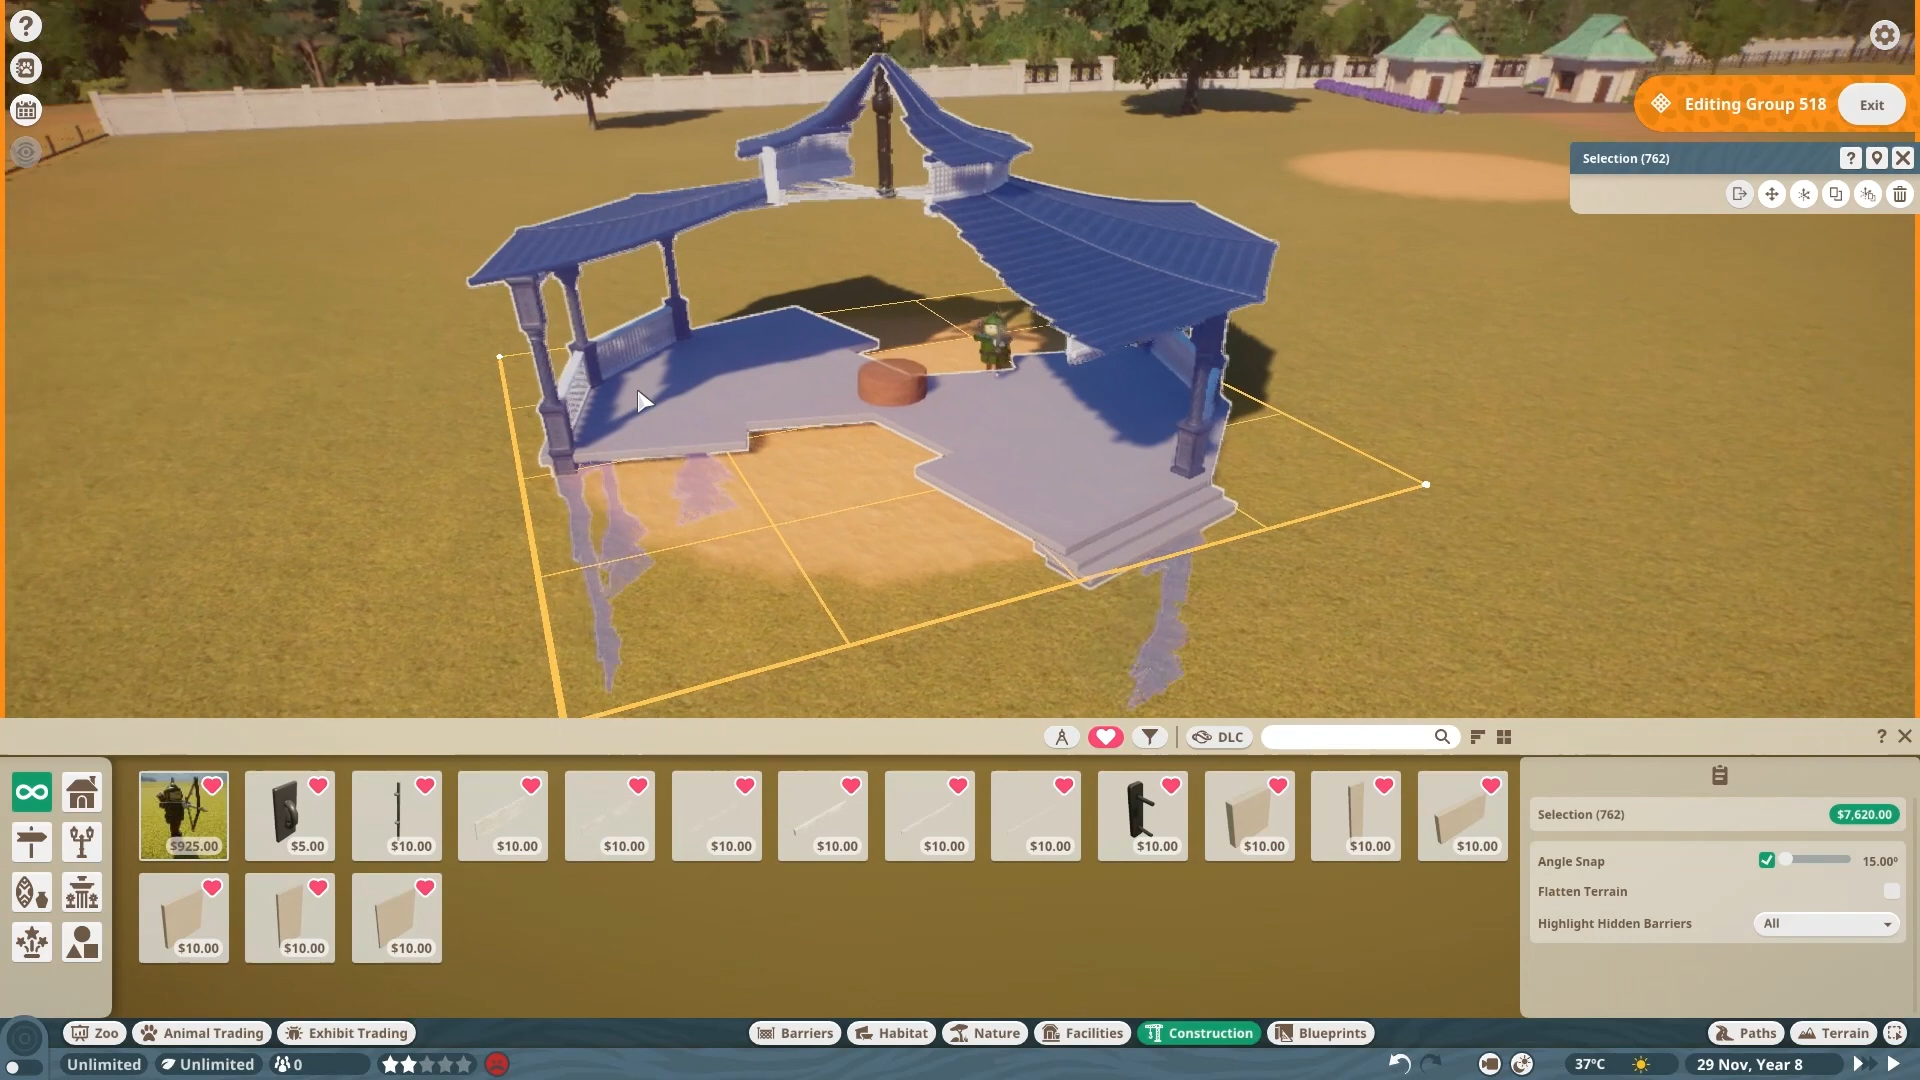 Editing Group 518
Exit
Selection (762)
?
DLC
?
$925.00
$5.00
$10.00
$10.00
$10.00
$10.00
$10.00
$10.00
$10.00
$10.00
$10.00
$10.00
$10.00
$10.00
$10.00
$10.00
Selection (762)
$7,620.00
Angle Snap
15.00°
Flatten Terrain
Highlight Hidden Barriers
All
Zoo
Animal Trading
Exhibit Trading
Barriers
Habitat
Nature
Facilities
Construction
Blueprints
Paths
Terrain
Unlimited
Unlimited
0
37°C
29 Nov, Year 8